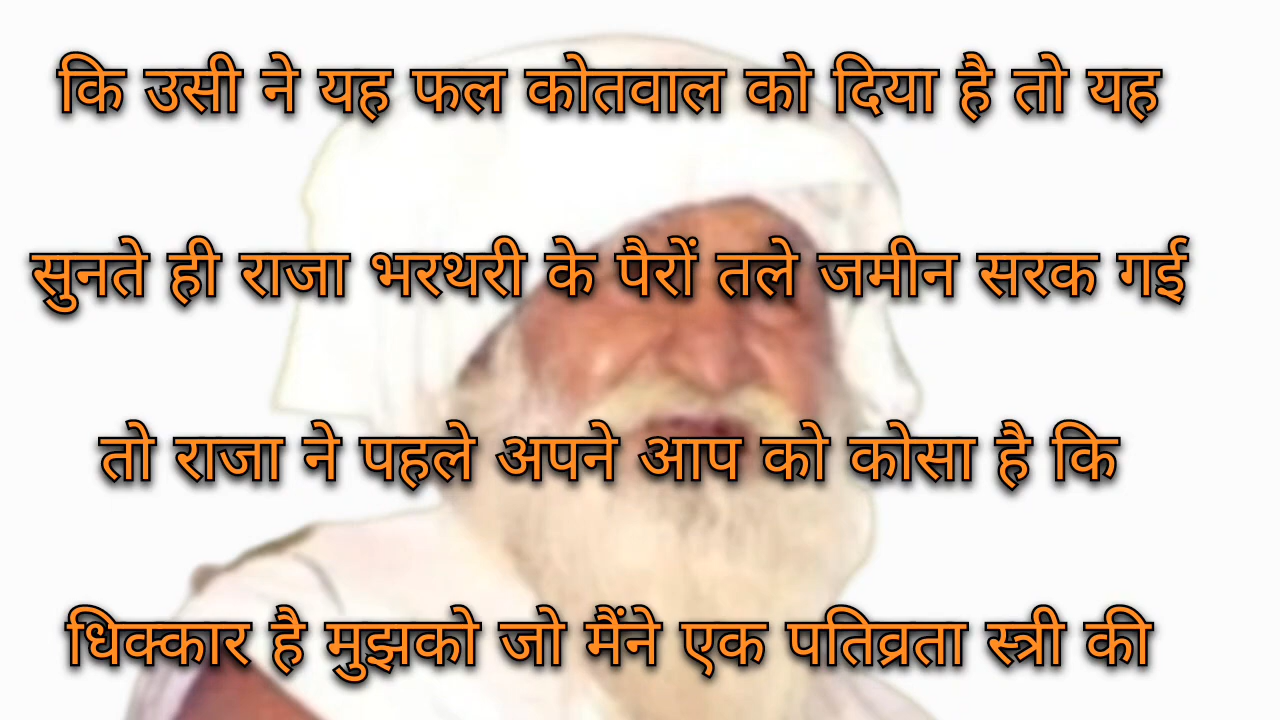 कि उसी ने यह फल कोतवाल को दिया है तो यह
सुनते ही राजा भरथरी के पैरों तले जमीन सरक गई
तो राजा ने पहले अपने आप को कोसा है कि
धिक्कार है मुझको जो मैंने एक पतिव्रता स्त्री की